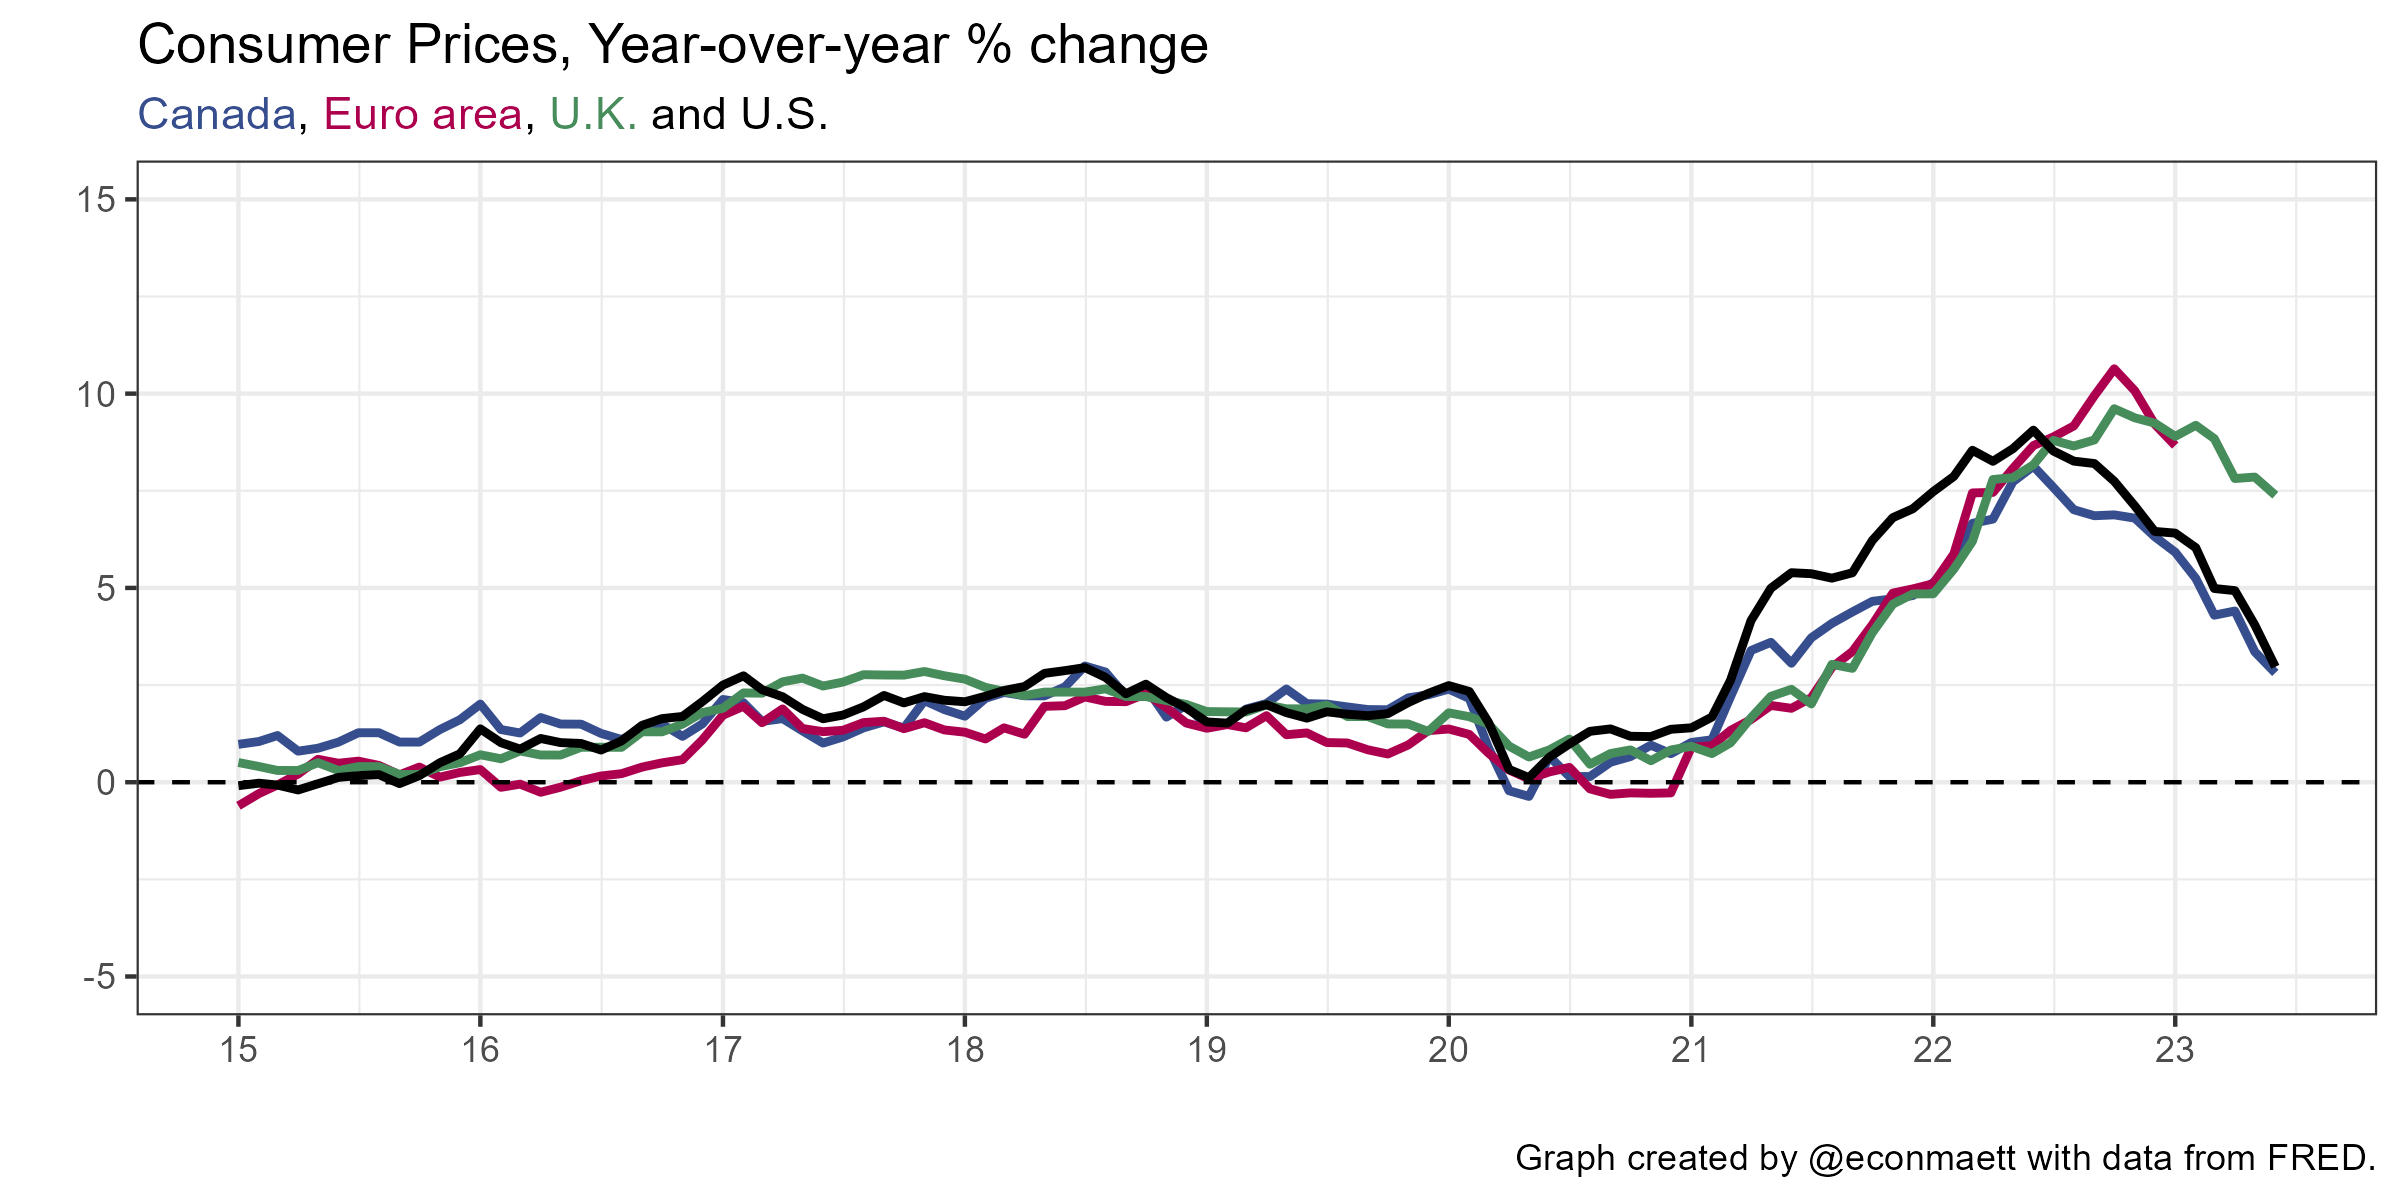 Consumer Prices, Year-over-year % change
Canada, Euro area, U.K. and U.S.
15
10
5
0
-5
15 16 17 18 19 20 21 22 23
Graph created by @econmaett with data from FRED.